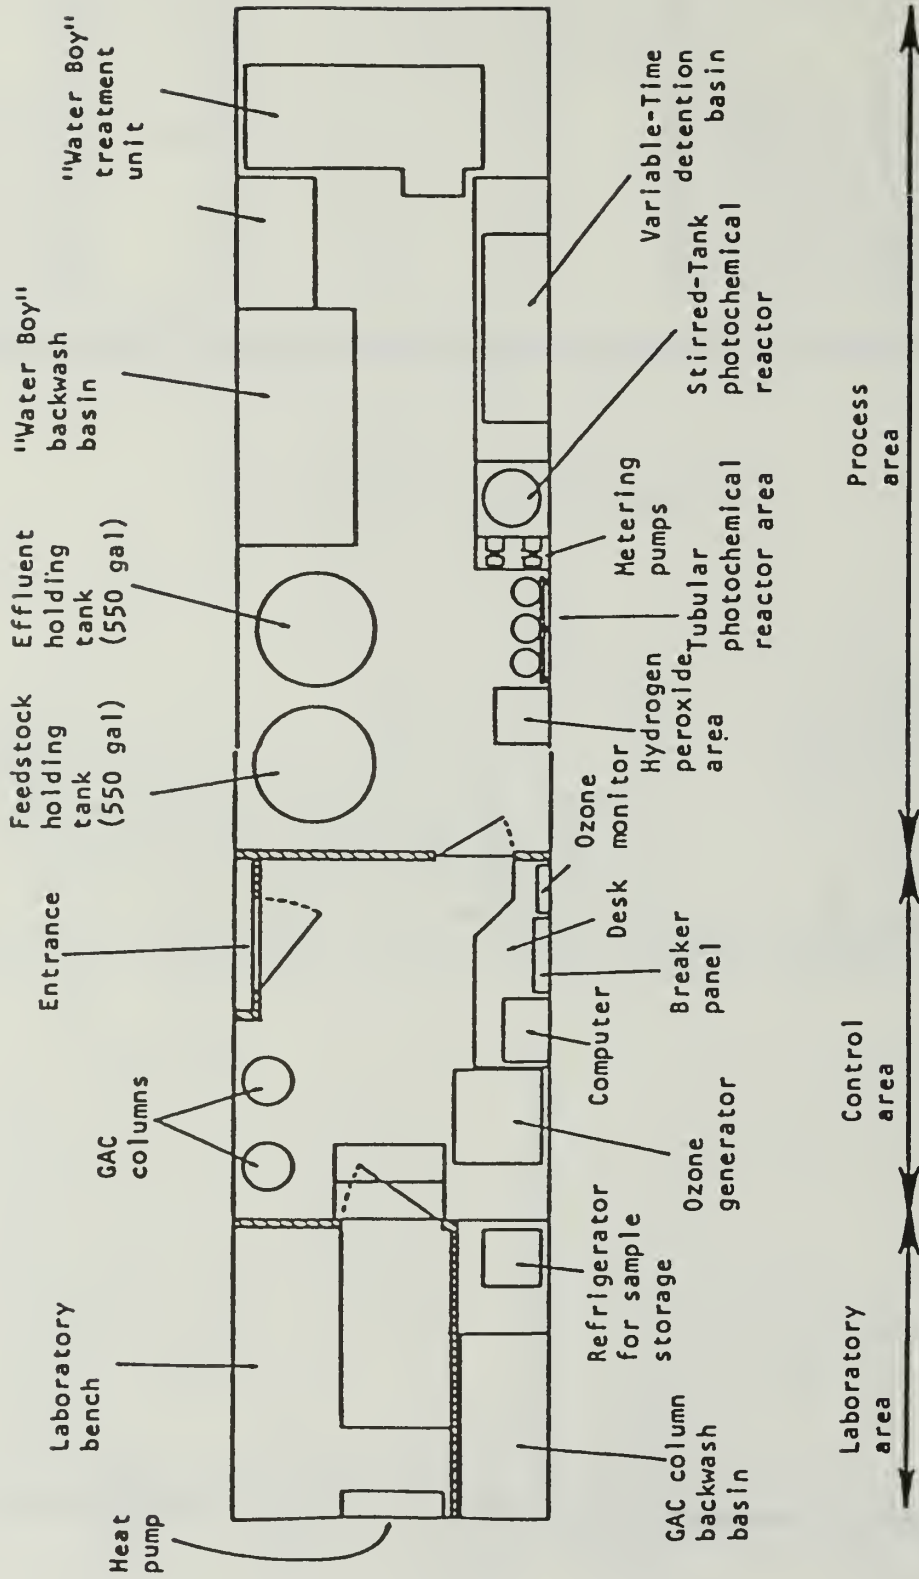 Heat
pump
Laboratory
bench
GAC
columns
Entrance
Feedstock
holding
tank
(550 gal)
Effluent
holding
tank
(550 gal)
"Water Boy"
backwash
basin
"Water Boy"
treatment
unit
GAC column
backwash
basin
Refrigerator
for sample
storage
Ozone
generator
Computer
Breaker
panel
Desk
Ozone
monitor
Hydrogen
peroxide
area
Tubular
photochemical
reactor area
Metering
pumps
Stirred-Tank
photochemical
reactor
Variable-Time
detention
basin
Laboratory
area
Control
area
Process
area